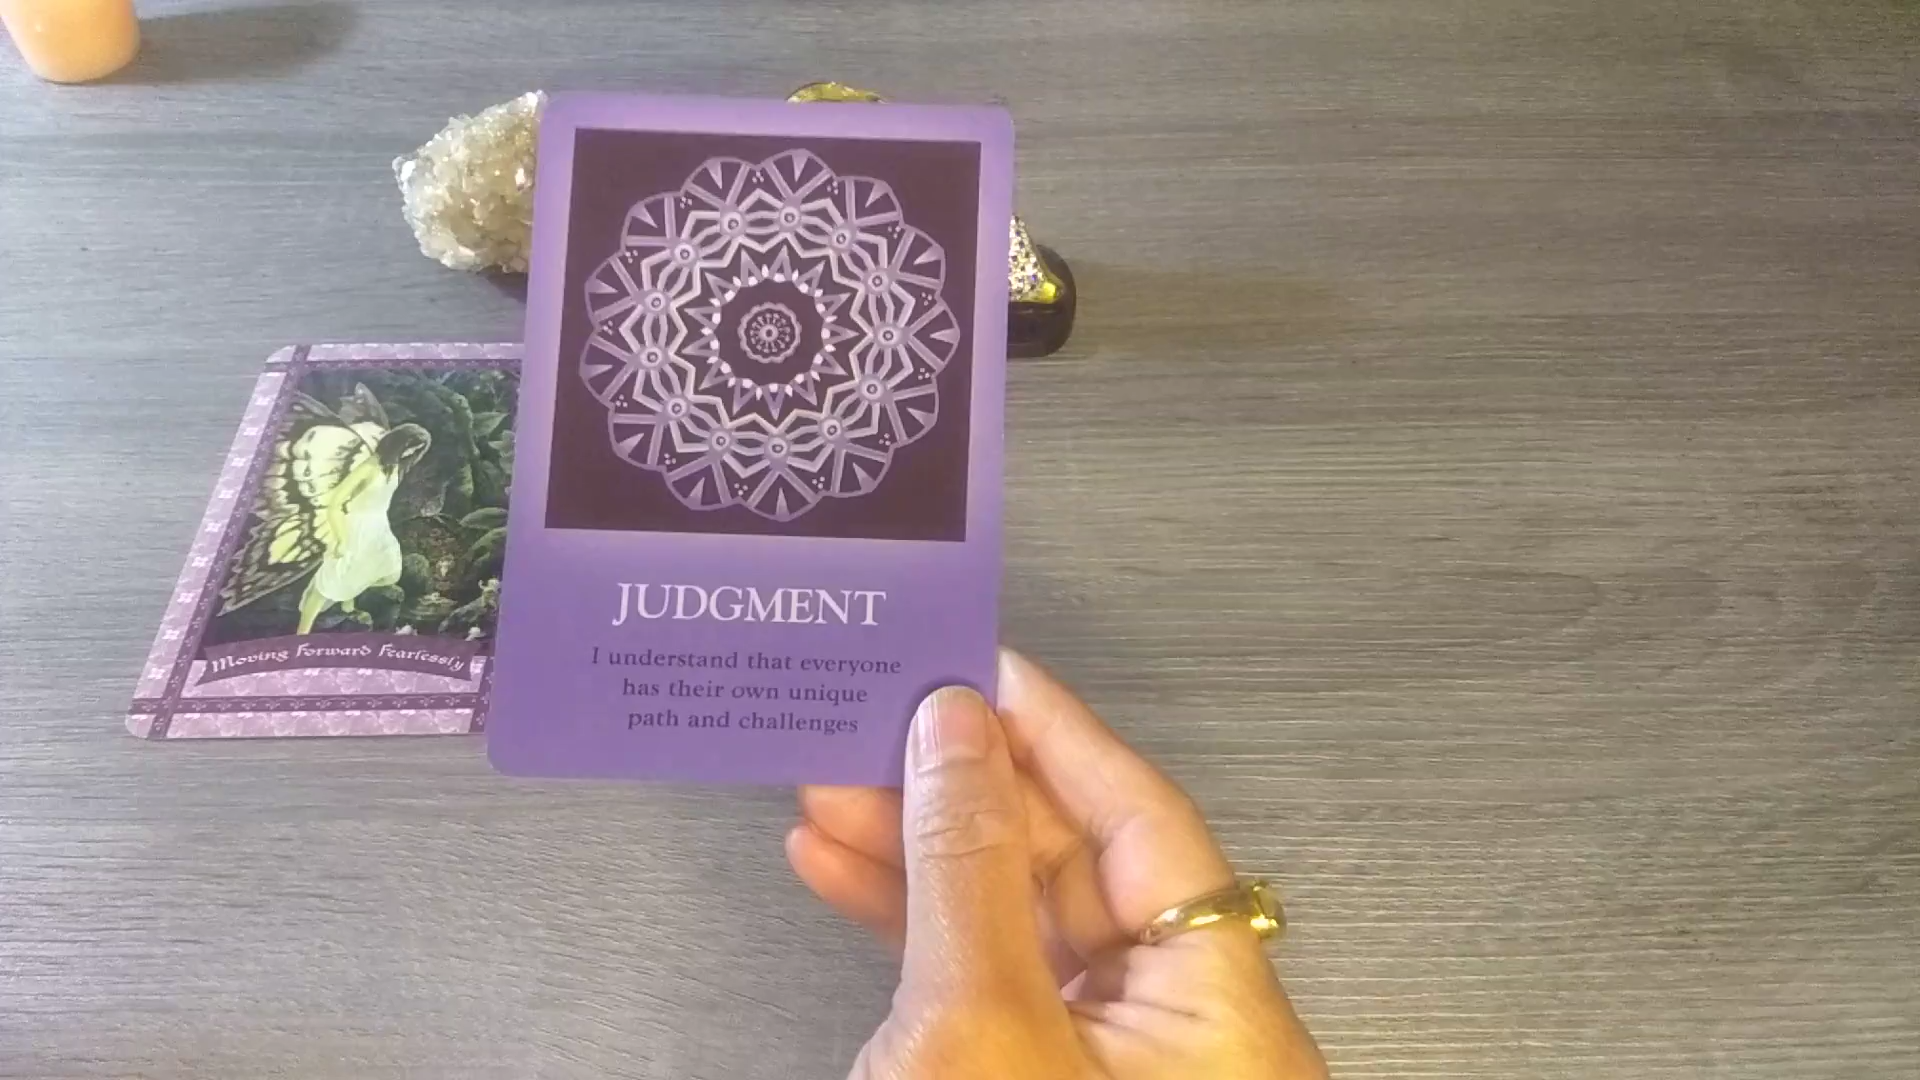 JUDGMENT
I understand that everyone
has their own unique
path and challenges
Moving Forward Fearlessly